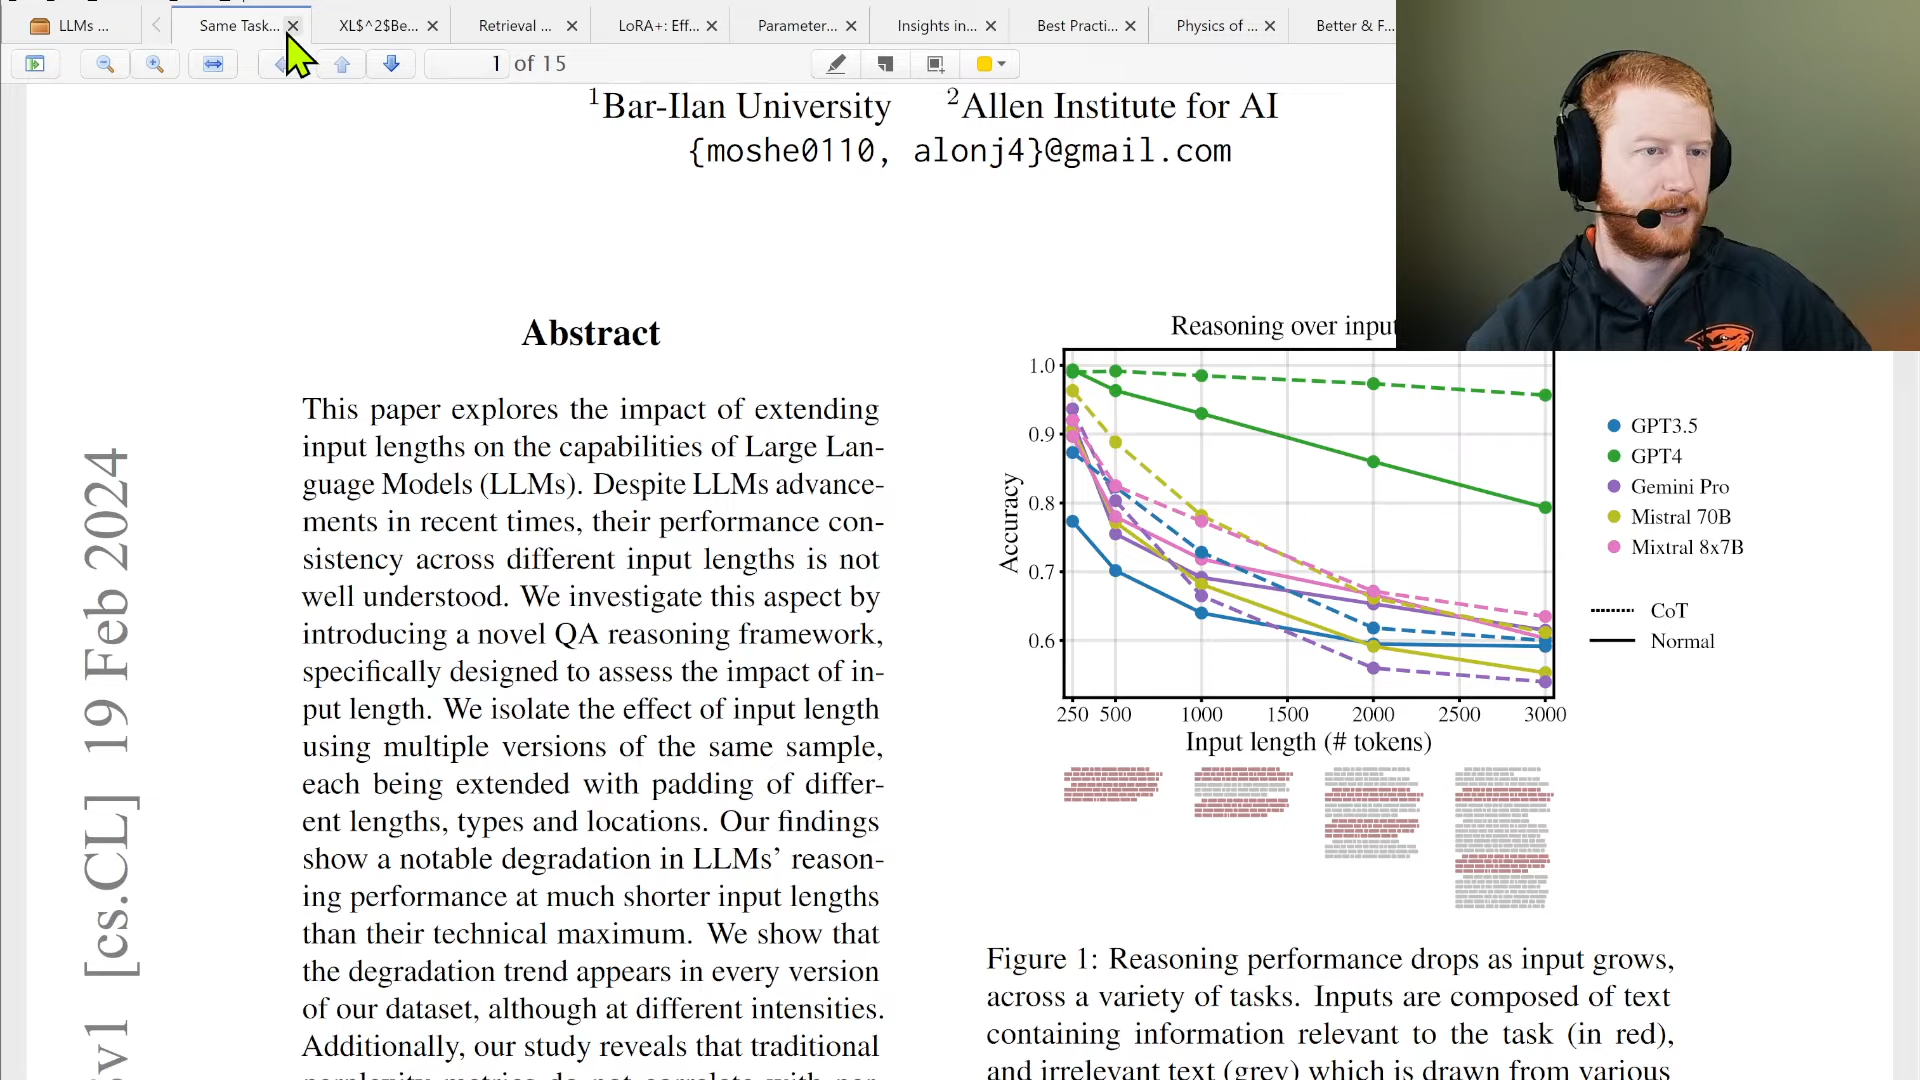 LLMs ...
Same Task...
XL$^2$Be...
Retrieval ...
LoRA+: Eff...
Parameter...
Insights in...
Best Practi...
Physics of ...
Better & F...
1 of 15
1Bar-Ilan University 2Allen Institute for AI
{moshe0110, alonj4}@gmail.com
[cs.CL] 19 Feb 2024
Abstract
This paper explores the impact of extending
input lengths on the capabilities of Large Lan-
guage Models (LLMs). Despite LLMs advance-
ments in recent times, their performance con-
sistency across different input lengths is not
well understood. We investigate this aspect by
introducing a novel QA reasoning framework,
specifically designed to assess the impact of in-
put length. We isolate the effect of input length
using multiple versions of the same sample,
each being extended with padding of differ-
ent lengths, types and locations. Our findings
show a notable degradation in LLMs' reason-
ing performance at much shorter input lengths
than their technical maximum. We show that
the degradation trend appears in every version
of our dataset, although at different intensities.
Additionally, our study reveals that traditional
Reasoning over input
Accuracy
1.0
0.9
0.8
0.7
0.6
250 500 1000 1500 2000 2500 3000
Input length (# tokens)
GPT3.5
GPT4
Gemini Pro
Mistral 70B
Mixtral 8x7B
CoT
Normal
Figure 1: Reasoning performance drops as input grows,
across a variety of tasks. Inputs are composed of text
containing information relevant to the task (in red),
and irrelevant text (grey) which is drawn from various